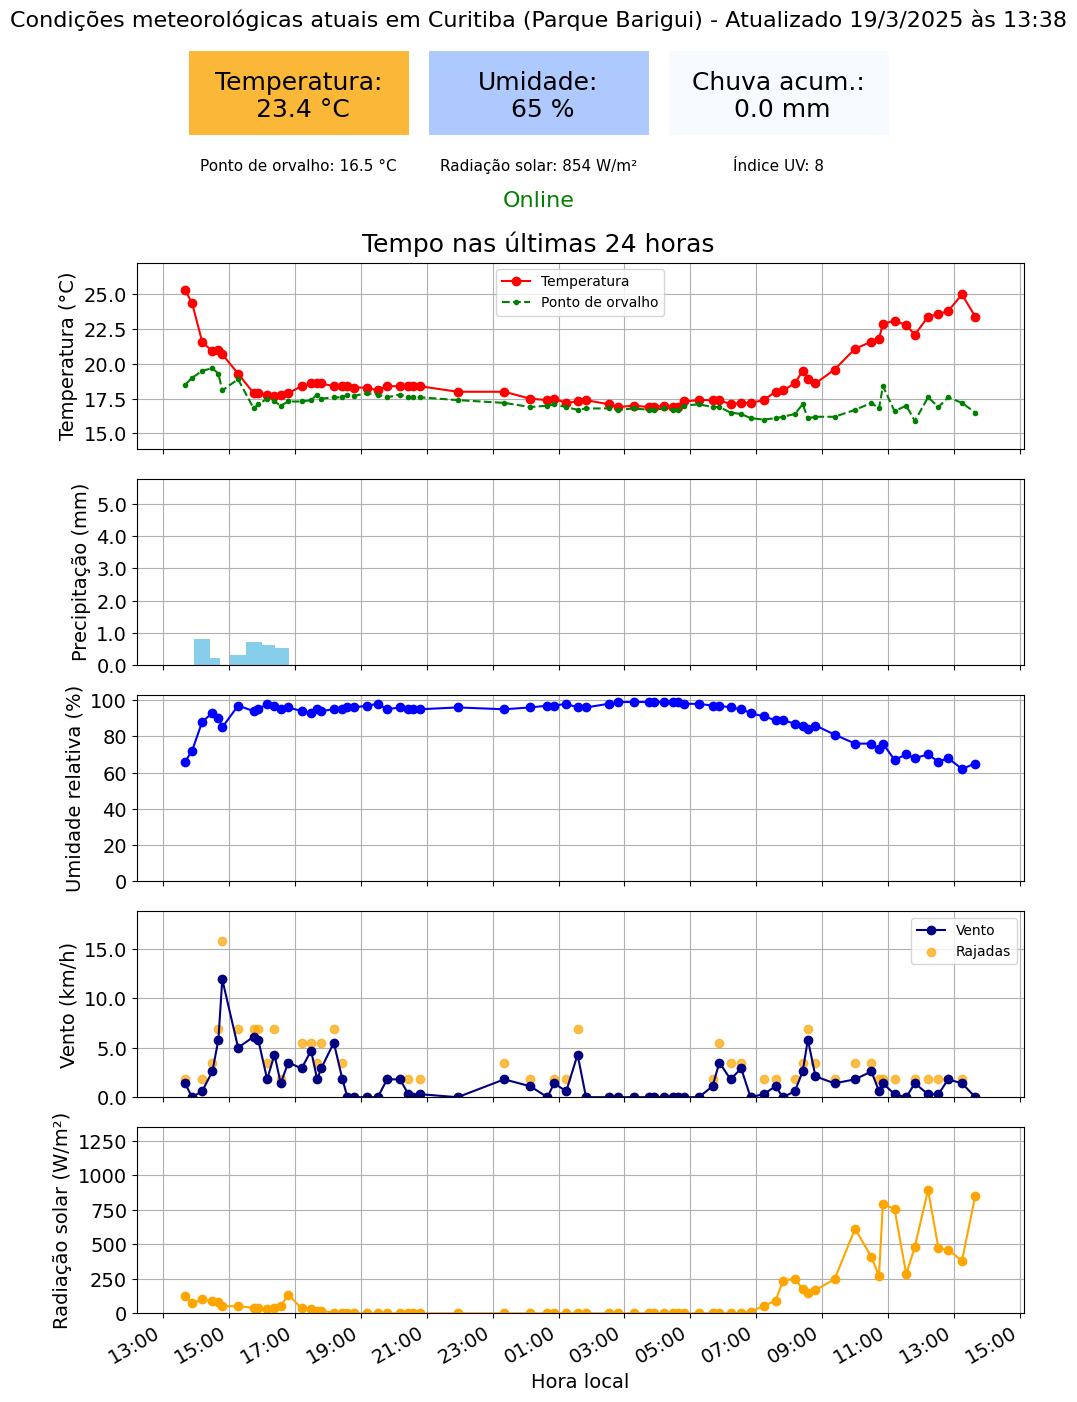 Condições meteorológicas atuais em Curitiba (Parque Barigui) - Atualizado 19/3/2025 às 13:38
Temperatura:
23.4 °C
Umidade:
65 %
Chuva acum.:
0.0 mm
Ponto de orvalho: 16.5 °C
Radiação solar: 854 W/m²
Índice UV: 8
Online
Tempo nas últimas 24 horas
Temperatura (°C)
25.0
22.5
20.0
17.5
15.0
Temperatura
Ponto de orvalho
Precipitação (mm)
5.0
4.0
3.0
2.0
1.0
0.0
Umidade relativa (%)
100
80
60
40
20
0
Vento (km/h)
15.0
10.0
5.0
0.0
Vento
Rajadas
Radiação solar (W/m²)
1250
1000
750
500
250
0
13:00
15:00
17:00
19:00
21:00
23:00
01:00
03:00
05:00
07:00
09:00
11:00
13:00
15:00
Hora local